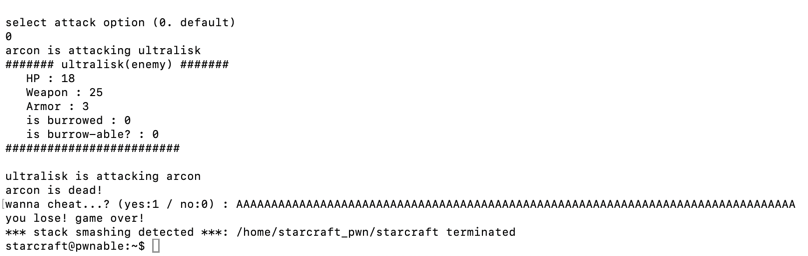 select attack option (0. default)
0
arcon is attacking ultralisk
####### ultralisk(enemy) #######
HP : 18
Weapon : 25
Armor : 3
is burrowed : 0
is burrow-able? : 0
#########################
ultralisk is attacking arcon
arcon is dead!
wanna cheat...? (yes:1 / no:0) : AAAAAAAAAAAAAAAAAAAAAAAAAAAAAAAAAAAAAAAAAAAAAAAAAAAAAAAAAAAAAAAAAAAAAAAAAAAAAAAA
you lose! game over!
*** stack smashing detected ***: /home/starcraft_pwn/starcraft terminated
starcraft@pwnable:~$